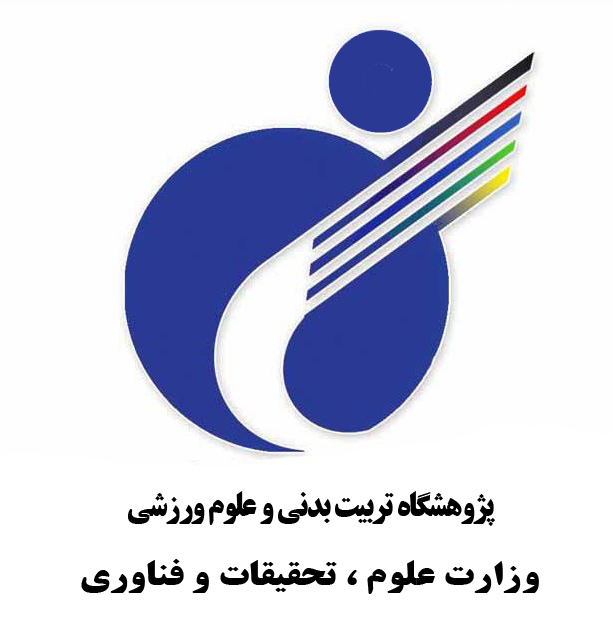 پژوهشگاه تربیت بدنی و علوم ورزشی
وزارت علوم ، تحقیقات و فناوری